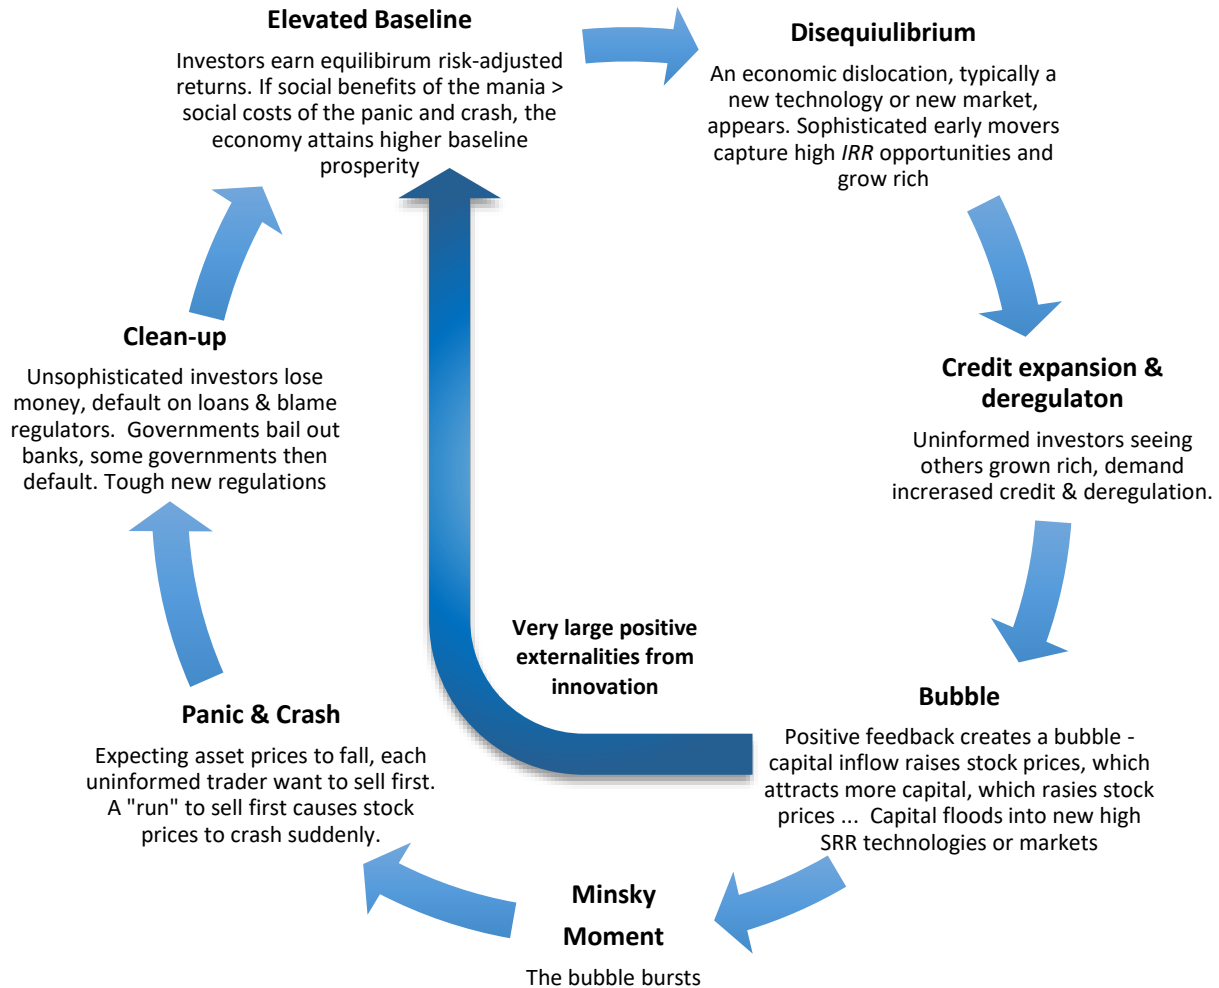 Elevated Baseline
Investors earn equilibirum risk-adjusted
returns. If social benefits of the mania >
social costs of the panic and crash, the
economy attains higher baseline
prosperity
Disequiulibrium
An economic dislocation, typically a
new technology or new market,
appears. Sophisticated early movers
capture high IRR opportunities and
grow rich
Credit expansion &
deregulaton
Uninformed investors seeing
others grown rich, demand
increrased credit & deregulation.
Bubble
Positive feedback creates a bubble -
capital inflow raises stock prices, which
attracts more capital, which rasies stock
prices ... Capital floods into new high
SRR technologies or markets
Minsky
Moment
The bubble bursts
Panic & Crash
Expecting asset prices to fall, each
uninformed trader want to sell first.
A "run" to sell first causes stock
prices to crash suddenly.
Clean-up
Unsophisticated investors lose
money, default on loans & blame
regulators. Governments bail out
banks, some governments then
default. Tough new regulations
Very large positive
externalities from
innovation